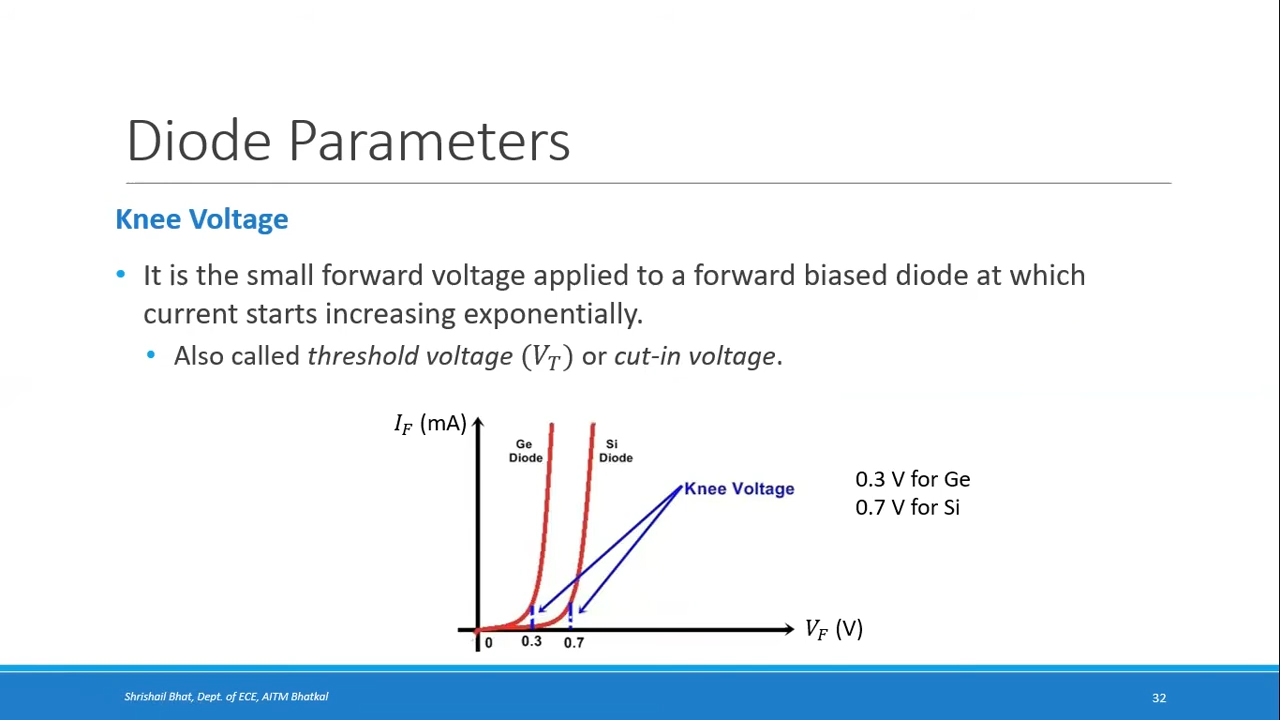 Diode Parameters
Knee Voltage
• It is the small forward voltage applied to a forward biased diode at which
current starts increasing exponentially.
• Also called threshold voltage (V_T) or cut-in voltage.
I_F (mA)
Ge
Diode
Si
Diode
Knee Voltage
0.3 V for Ge
0.7 V for Si
0
0.3
0.7
V_F (V)
Shrishail Bhat, Dept. of ECE, AITM Bhatkal
32